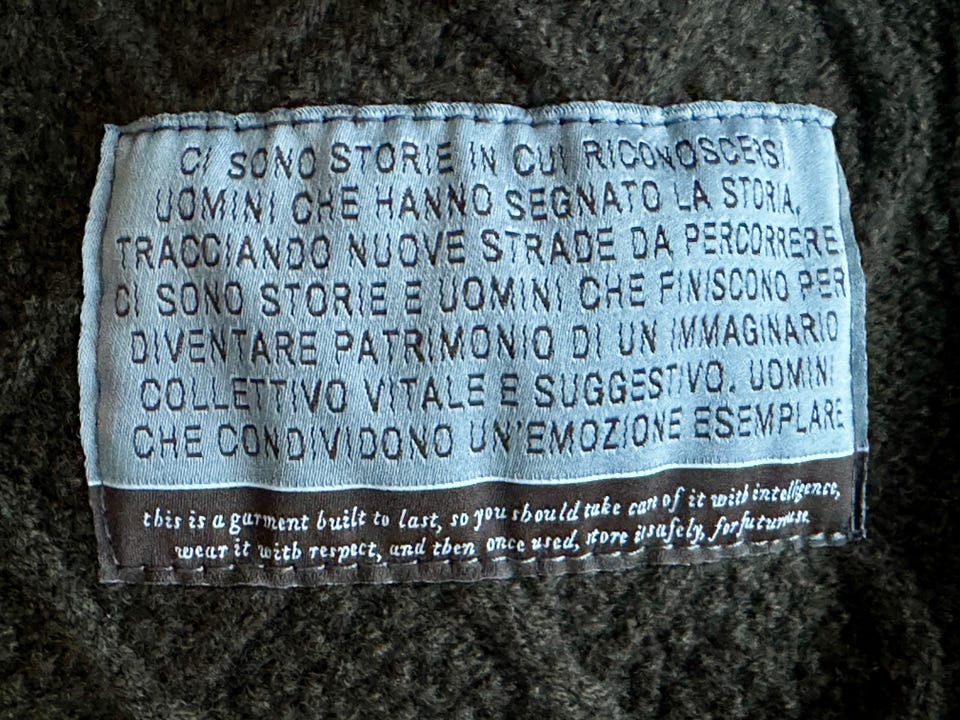 CI SONO STORIE IN CUI RICONOSCERSI
UOMINI CHE HANNO SEGNATO LA STORIA,
TRACCIANDO NUOVE STRADE DA PERCORRERE
CI SONO STORIE E UOMINI CHE FINISCONO PER
DIVENTARE PATRIMONIO DI UN IMMAGINARIO
COLLETTIVO VITALE E SUGGESTIVO. UOMINI
CHE CONDIVIDONO UN'EMOZIONE ESEMPLARE
this is a garment built to last, so you should take care of it with intelligence,
wear it with respect, and then once used, store it safely, for future use